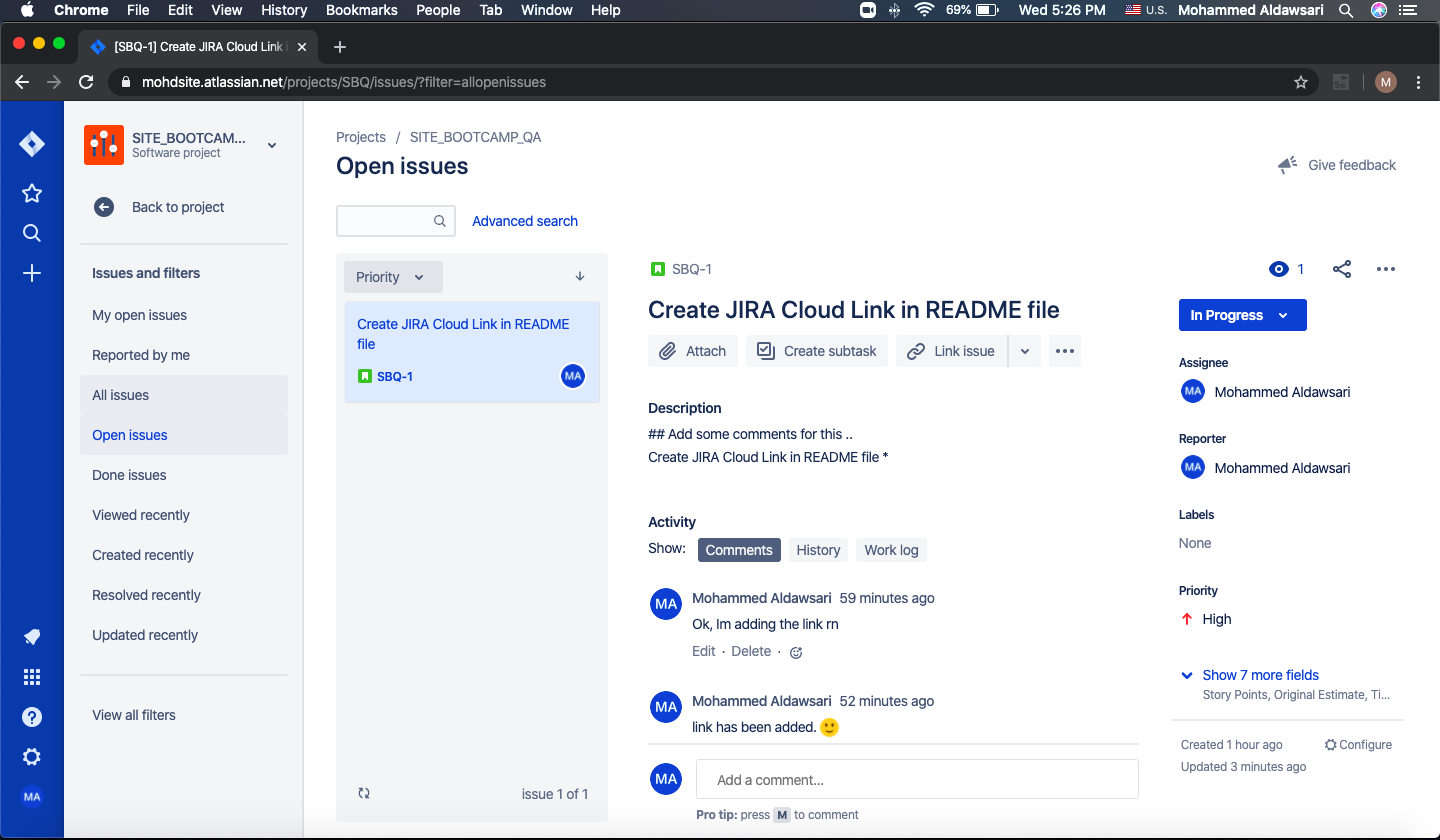 Chrome File Edit View History Bookmarks People Tab Window Help 69% Wed 5:26 PM U.S. Mohammed Aldawsari
[SBQ-1] Create JIRA Cloud Link i
mohdsite.atlassian.net/projects/SBQ/issues/?filter=allopenissues
M
SITE_BOOTCAM...
Software project
Back to project
Issues and filters
My open issues
Reported by me
All issues
Open issues
Done issues
Viewed recently
Created recently
Resolved recently
Updated recently
View all filters
MA
Projects / SITE_BOOTCAMP_QA
Open issues
Give feedback
Advanced search
Priority
Create JIRA Cloud Link in README
file
SBQ-1
MA
issue 1 of 1
SBQ-1
1
Create JIRA Cloud Link in README file
Attach Create subtask Link issue
Description
## Add some comments for this ..
Create JIRA Cloud Link in README file *
Activity
Show: Comments History Work log
MA Mohammed Aldawsari 59 minutes ago
Ok, Im adding the link rn
Edit · Delete ·
MA Mohammed Aldawsari 52 minutes ago
link has been added. 🙂
MA Add a comment...
Pro tip: press M to comment
In Progress
Assignee
MA Mohammed Aldawsari
Reporter
MA Mohammed Aldawsari
Labels
None
Priority
High
Show 7 more fields
Story Points, Original Estimate, Ti...
Created 1 hour ago Configure
Updated 3 minutes ago